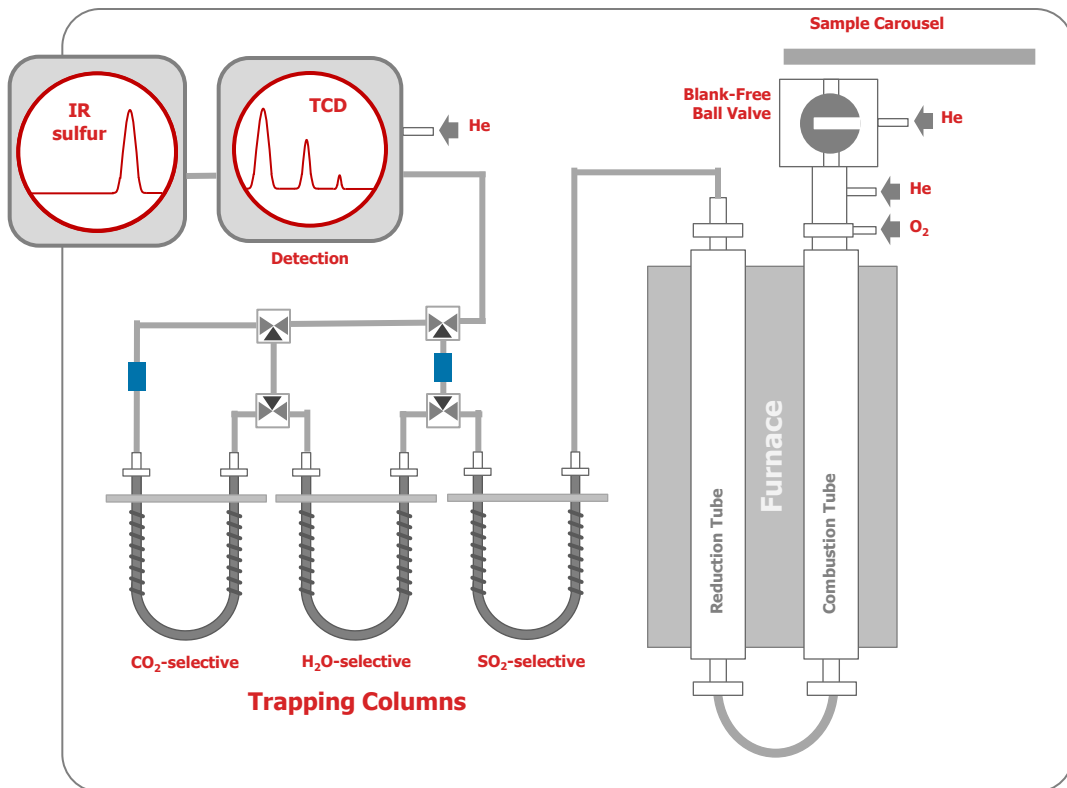 Sample Carousel
IR
sulfur
TCD
He
Blank-Free
Ball Valve
He
He
O₂
Detection
Furnace
Reduction Tube
Combustion Tube
CO₂-selective
H₂O-selective
SO₂-selective
Trapping Columns